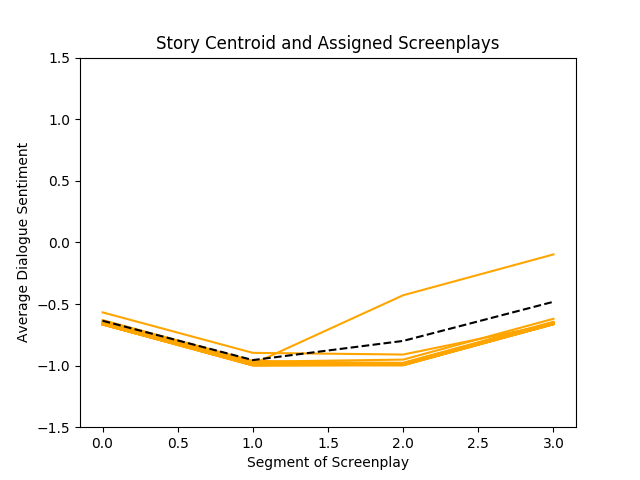 Story Centroid and Assigned Screenplays
1.5
1.0
0.5
0.0
−0.5
−1.0
−1.5
Average Dialogue Sentiment
0.0 0.5 1.0 1.5 2.0 2.5 3.0
Segment of Screenplay